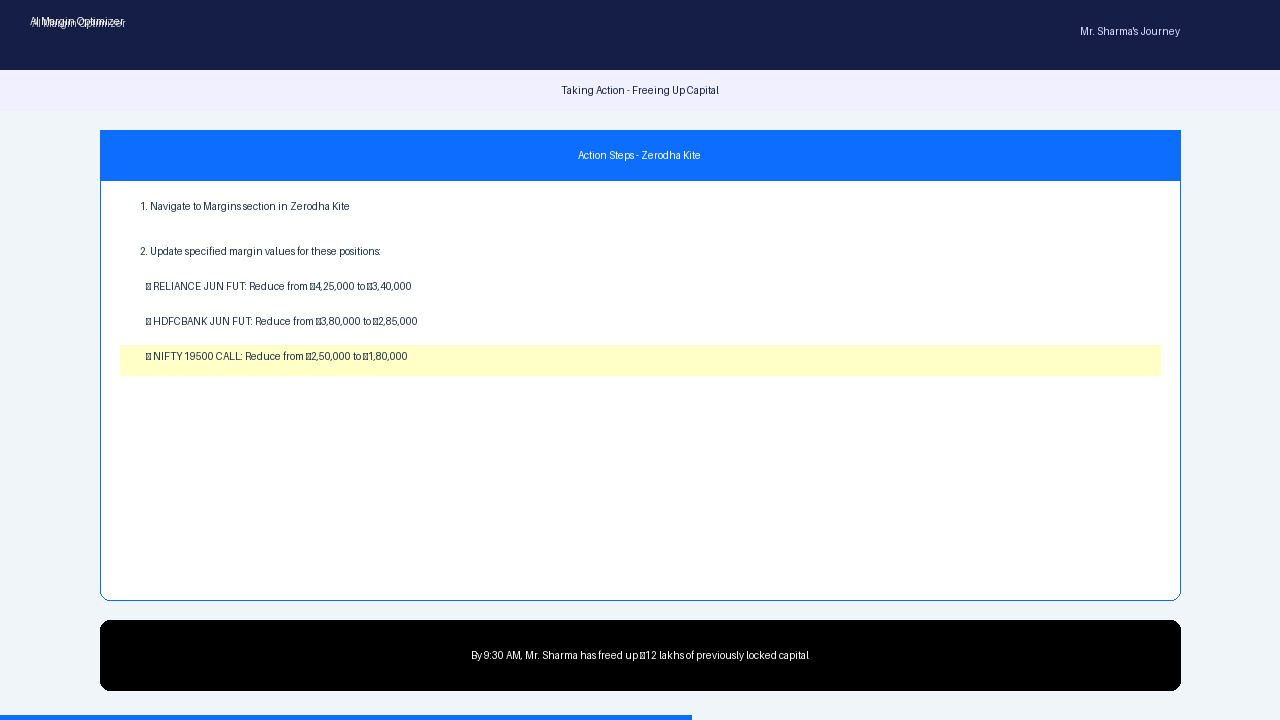 AI Margin Optimizer
Mr. Sharma's Journey
Taking Action - Freeing Up Capital
Action Steps - Zerodha Kite
1. Navigate to Margins section in Zerodha Kite
2. Update specified margin values for these positions:
▯ RELIANCE JUN FUT: Reduce from ▯4,25,000 to ▯3,40,000
▯ HDFCBANK JUN FUT: Reduce from ▯3,80,000 to ▯2,85,000
▯ NIFTY 19500 CALL: Reduce from ▯2,50,000 to ▯1,80,000
By 9:30 AM, Mr. Sharma has freed up ▯12 lakhs of previously locked capital